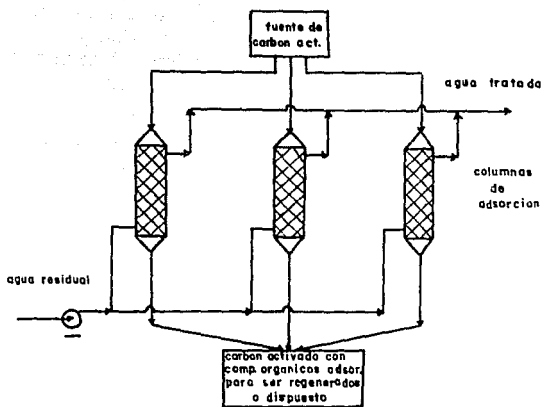 fuente de
carbon act.
agua tratada
columnas
de
adsorcion
agua residual
carbon activado con
comp. organicos adsor.
para ser regenerados
o dispuesto